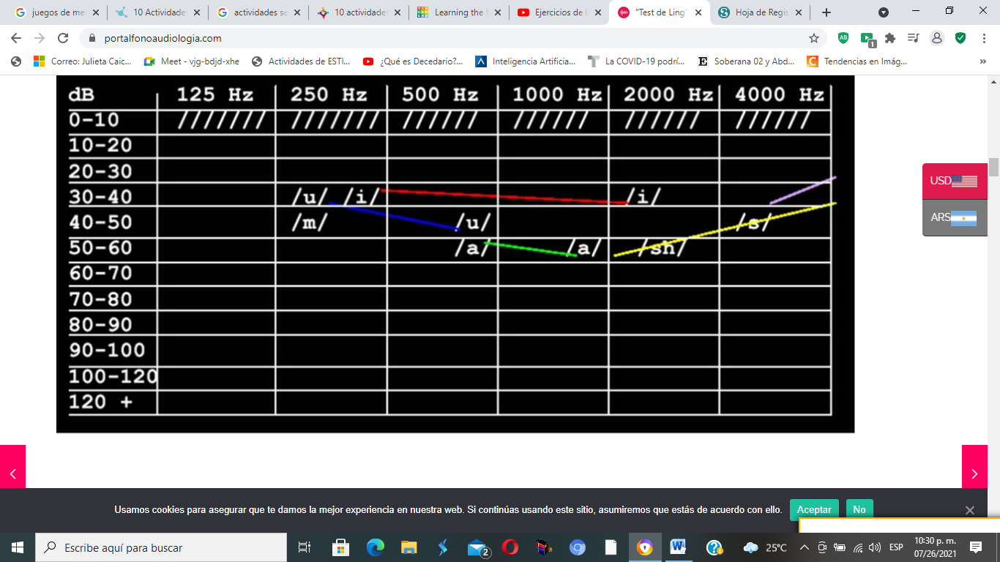 juegos de me
10 Actividade
actividades se
10 actividade
Learning the
Ejercicios de l
"Test de Ling"
Hoja de Regis
portalfonoaudiologia.com
AB
1
Correo: Julieta Caic...
Meet - vjg-bdjd-xhe
Actividades de ESTI...
¿Qué es Decedario?...
Inteligencia Artificia...
La COVID-19 podrí...
Soberana 02 y Abd...
Tendencias en Imág...
»
dB 125 Hz 250 Hz 500 Hz 1000 Hz 2000 Hz 4000 Hz
0-10 /////// /////// ////// ////// ////// //////
10-20
20-30
30-40 /u/ /i/ /i/
40-50 /m/ /u/ /s/
50-60 /a/ /a/ /sh/
60-70
70-80
80-90
90-100
100-120
120 +
USD
ARS
Usamos cookies para asegurar que te damos la mejor experiencia en nuestra web. Si continúas usando este sitio, asumiremos que estás de acuerdo con ello. Aceptar No
Escribe aquí para buscar
2
25°C
ESP
10:30 p. m.
07/26/2021